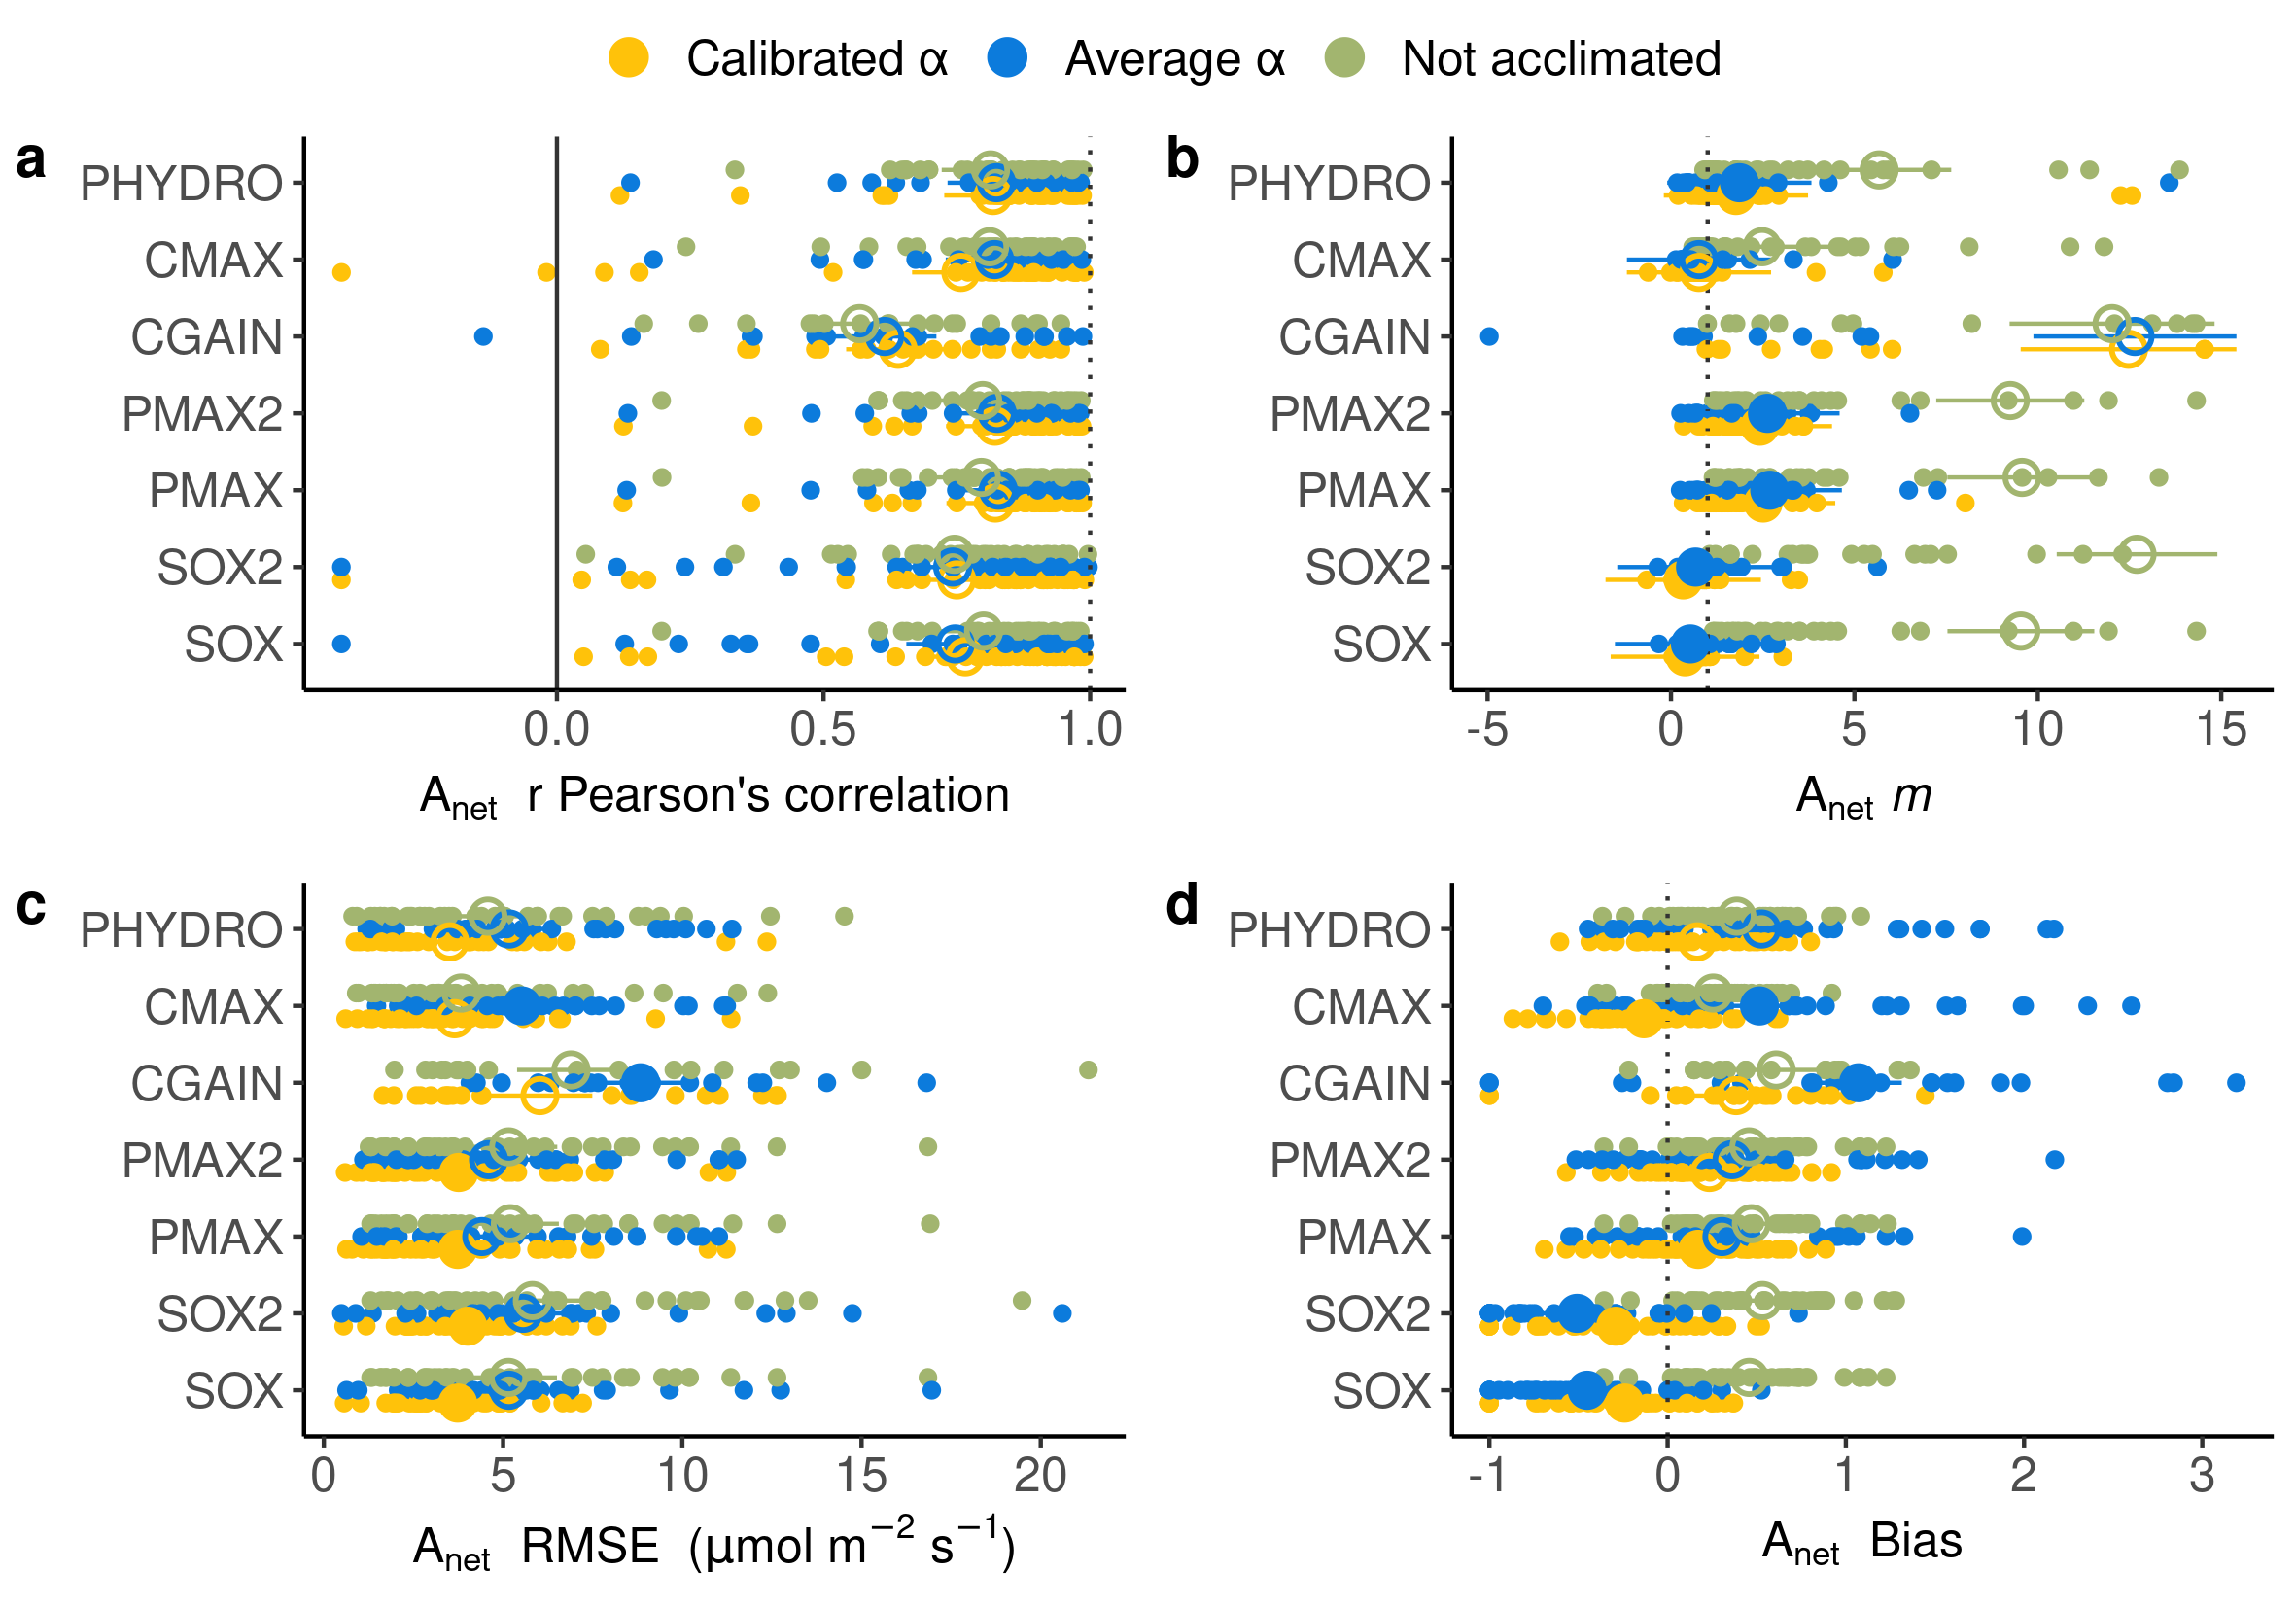 Calibrated α Average α Not acclimated
a
PHYDRO
CMAX
CGAIN
PMAX2
PMAX
SOX2
SOX
0.0 0.5 1.0
Anet r Pearson's correlation
b
PHYDRO
CMAX
CGAIN
PMAX2
PMAX
SOX2
SOX
-5 0 5 10 15
Anet m
c
PHYDRO
CMAX
CGAIN
PMAX2
PMAX
SOX2
SOX
0 5 10 15 20
Anet RMSE (μmol m−2 s−1)
d
PHYDRO
CMAX
CGAIN
PMAX2
PMAX
SOX2
SOX
-1 0 1 2 3
Anet Bias